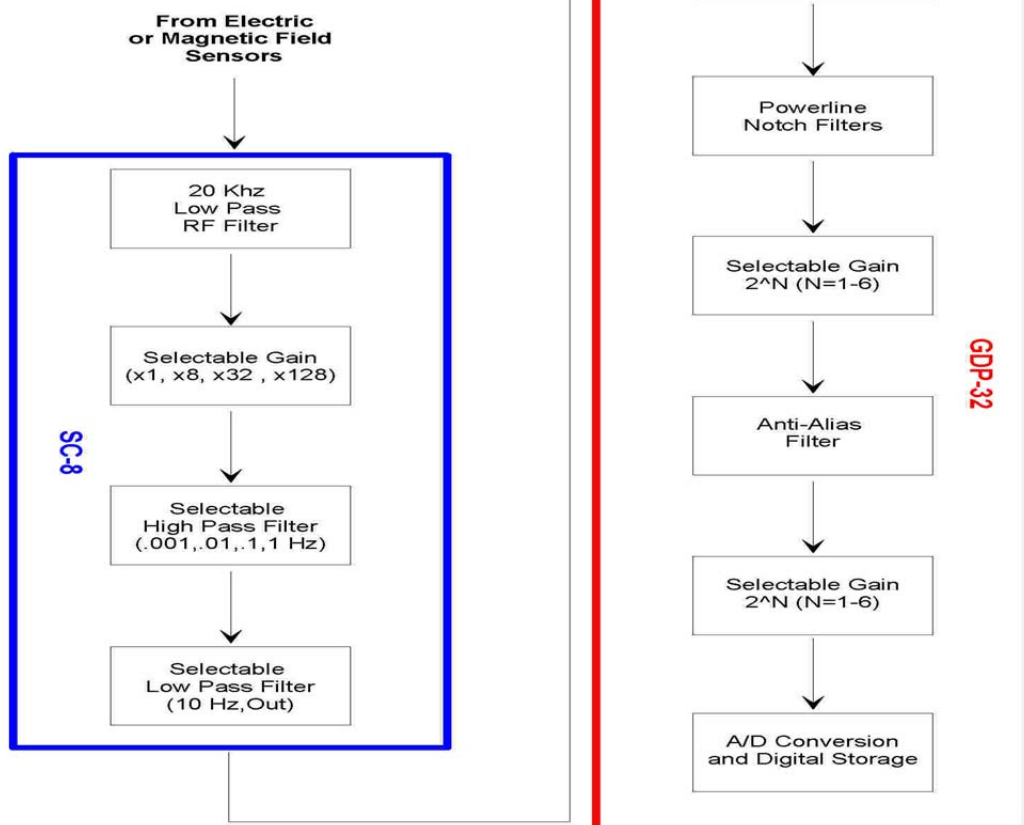 From Electric
or Magnetic Field
Sensors
20 Khz
Low Pass
RF Filter
Selectable Gain
(x1, x8, x32 , x128)
Selectable
High Pass Filter
(.001,.01,.1,1 Hz)
Selectable
Low Pass Filter
(10 Hz,Out)
SC-8
Powerline
Notch Filters
Selectable Gain
2^N (N=1-6)
Anti-Alias
Filter
Selectable Gain
2^N (N=1-6)
A/D Conversion
and Digital Storage
GDP-32